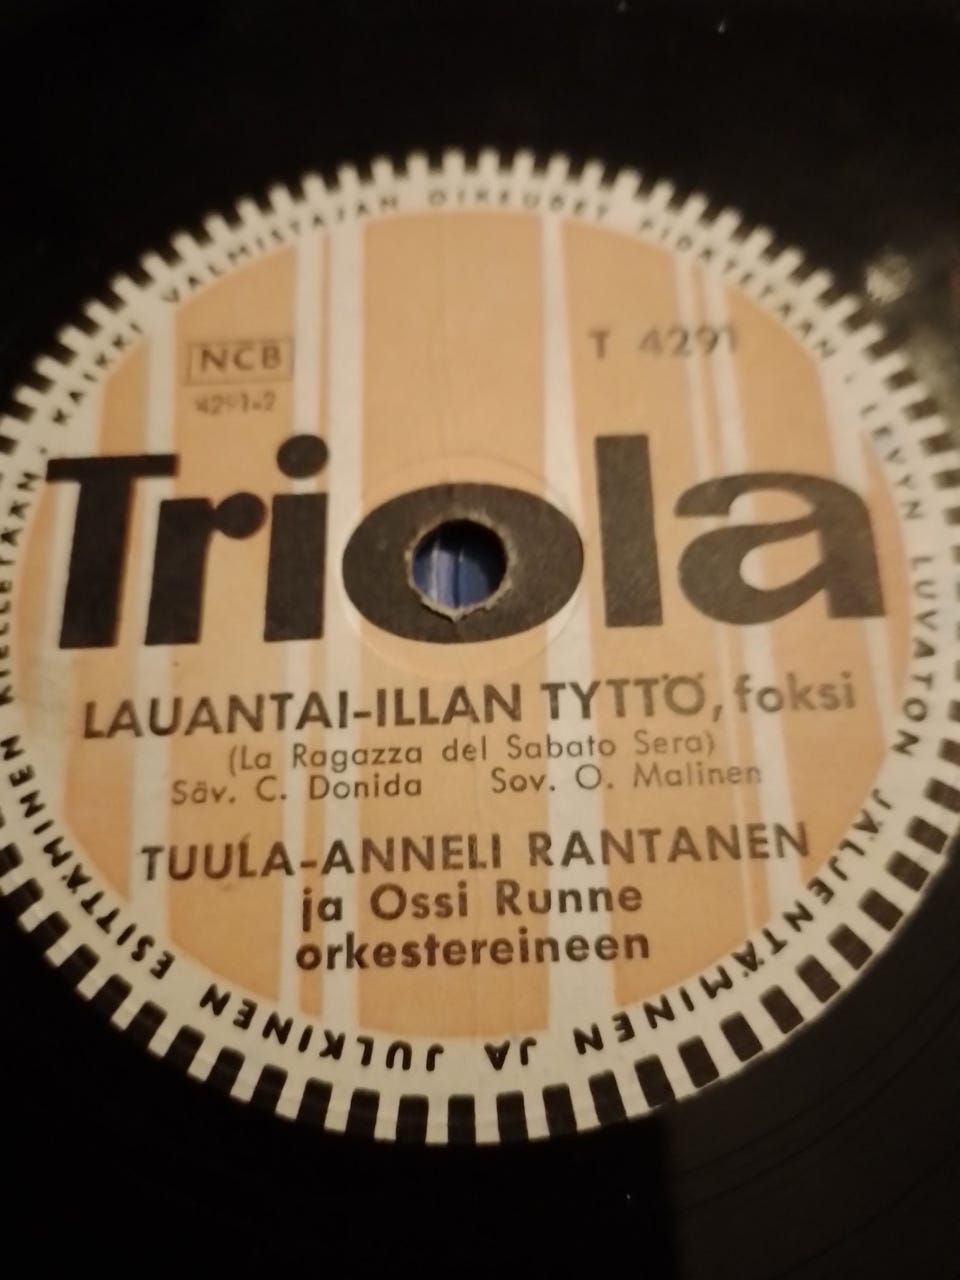 NCB
T 4291
4291-2
Triola
LAUANTAI-ILLAN TYTTÖ, foksi
(La Ragazza del Sabato Sera)
Säv. C. Donida Sov. O. Malinen
TUULA-ANNELI RANTANEN
ja Ossi Runne
orkestereineen
KAIKKI VALMISTAJAN OIKEUDET PIDÄTETÄÄN. LEVYN LUVATON JÄLJENTÄMINEN JA JULKINEN ESITTÄMINEN KIELLETÄÄN.